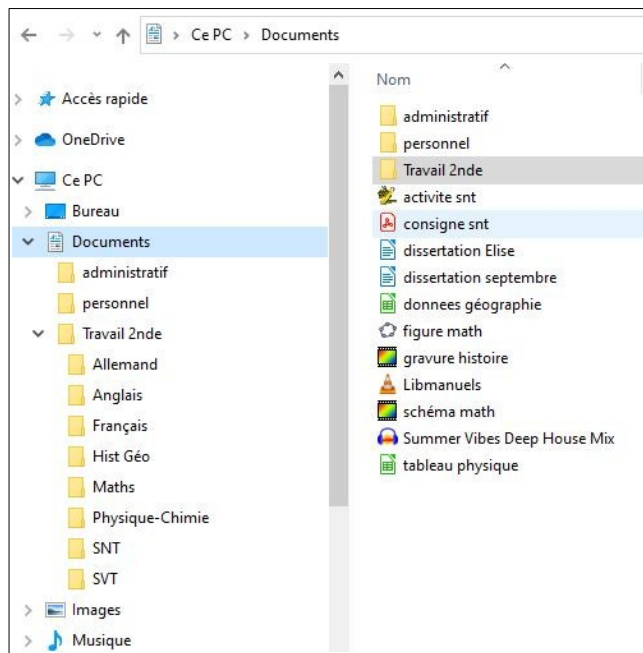 Ce PC > Documents
Accès rapide
OneDrive
Ce PC
Bureau
Documents
administratif
personnel
Travail 2nde
Allemand
Anglais
Français
Hist Géo
Maths
Physique-Chimie
SNT
SVT
Images
Musique
Nom
administratif
personnel
Travail 2nde
activite snt
consigne snt
dissertation Elise
dissertation septembre
donnees géographie
figure math
gravure histoire
Libmanuels
schéma math
Summer Vibes Deep House Mix
tableau physique